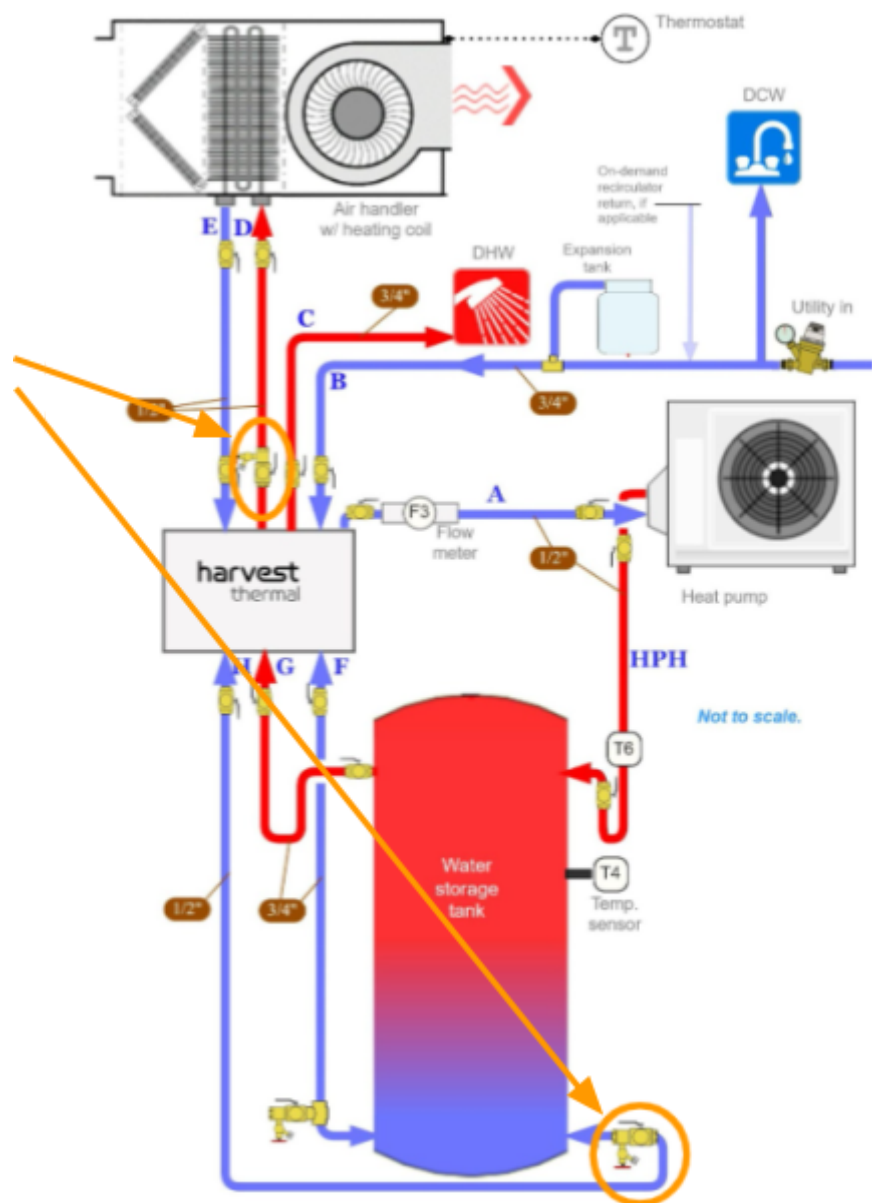 Thermostat
T
DCW
On-demand
recirculator
return, if
applicable
Air handler
w/ heating coil
E
D
DHW
Expansion
tank
3/4"
C
Utility in
B
1/2"
3/4"
A
F3
Flow
meter
harvest
thermal
1/2"
Heat pump
H
G
F
HPH
Not to scale.
T6
Water
storage
tank
T4
Temp.
sensor
1/2"
3/4"